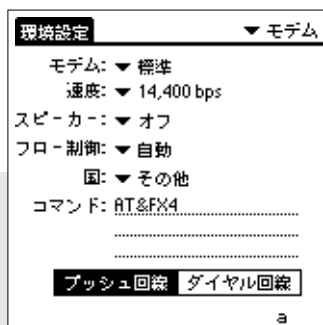 環境設定 ▼ モデム
モデム: ▼ 標準
速度: ▼ 14,400 bps
スピーカー: ▼ オフ
フロー制御: ▼ 自動
国: ▼ その他
コマンド: AT&FX4
プッシュ回線 ダイヤル回線
a